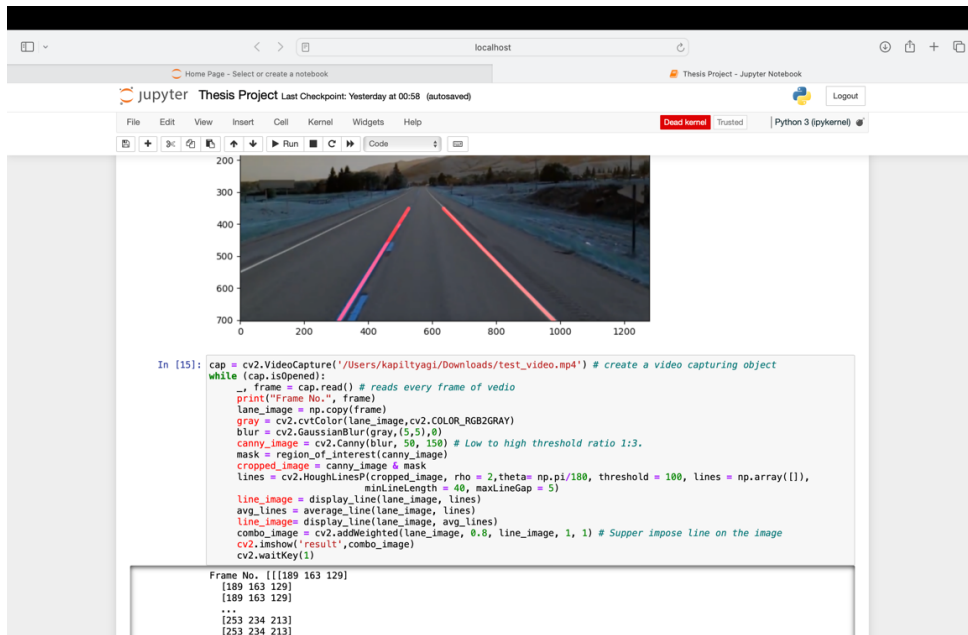 localhost
Home Page - Select or create a notebook
Thesis Project - Jupyter Notebook
jupyter Thesis Project Last Checkpoint: Yesterday at 00:58 (autosaved)
Logout
File Edit View Insert Cell Kernel Widgets Help
Dead kernel Trusted Python 3 (ipykernel)
Run Code
200
300
400
500
600
700
0 200 400 600 800 1000 1200
In [15]: cap = cv2.VideoCapture('/Users/kapiltyagi/Downloads/test_video.mp4') # create a video capturing object
while (cap.isOpened):
    _, frame = cap.read() # reads every frame of vedio
    print("Frame No.", frame)
    lane_image = np.copy(frame)
    gray = cv2.cvtColor(lane_image,cv2.COLOR_RGB2GRAY)
    blur = cv2.GaussianBlur(gray,(5,5),0)
    canny_image = cv2.Canny(blur, 50, 150) # Low to high threshold ratio 1:3.
    mask = region_of_interest(canny_image)
    cropped_image = canny_image & mask
    lines = cv2.HoughLinesP(cropped_image, rho = 2,theta= np.pi/180, threshold = 100, lines = np.array([]),
                            minLineLength = 40, maxLineGap = 5)
    line_image = display_line(lane_image, lines)
    avg_lines = average_line(lane_image, lines)
    line_image= display_line(lane_image, avg_lines)
    combo_image = cv2.addWeighted(lane_image, 0.8, line_image, 1, 1) # Supper impose line on the image
    cv2.imshow('result',combo_image)
    cv2.waitKey(1)
Frame No. [[[189 163 129]
  [189 163 129]
  [189 163 129]
  ...
  [253 234 213]
  [253 234 213]